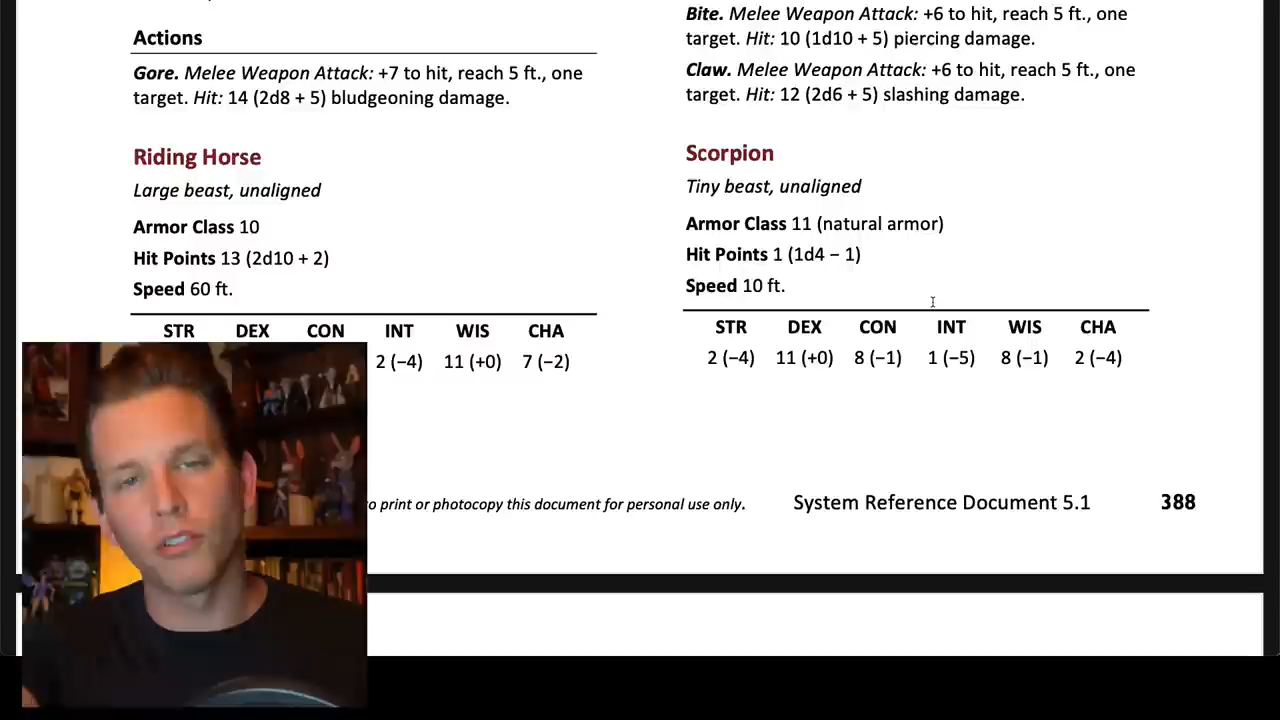 Actions
Gore. Melee Weapon Attack: +7 to hit, reach 5 ft., one
target. Hit: 14 (2d8 + 5) bludgeoning damage.
Riding Horse
Large beast, unaligned
Armor Class 10
Hit Points 13 (2d10 + 2)
Speed 60 ft.
STR DEX CON INT WIS CHA
2 (−4) 11 (+0) 7 (−2)
Bite. Melee Weapon Attack: +6 to hit, reach 5 ft., one
target. Hit: 10 (1d10 + 5) piercing damage.
Claw. Melee Weapon Attack: +6 to hit, reach 5 ft., one
target. Hit: 12 (2d6 + 5) slashing damage.
Scorpion
Tiny beast, unaligned
Armor Class 11 (natural armor)
Hit Points 1 (1d4 − 1)
Speed 10 ft.
STR DEX CON INT WIS CHA
2 (−4) 11 (+0) 8 (−1) 1 (−5) 8 (−1) 2 (−4)
to print or photocopy this document for personal use only. System Reference Document 5.1 388